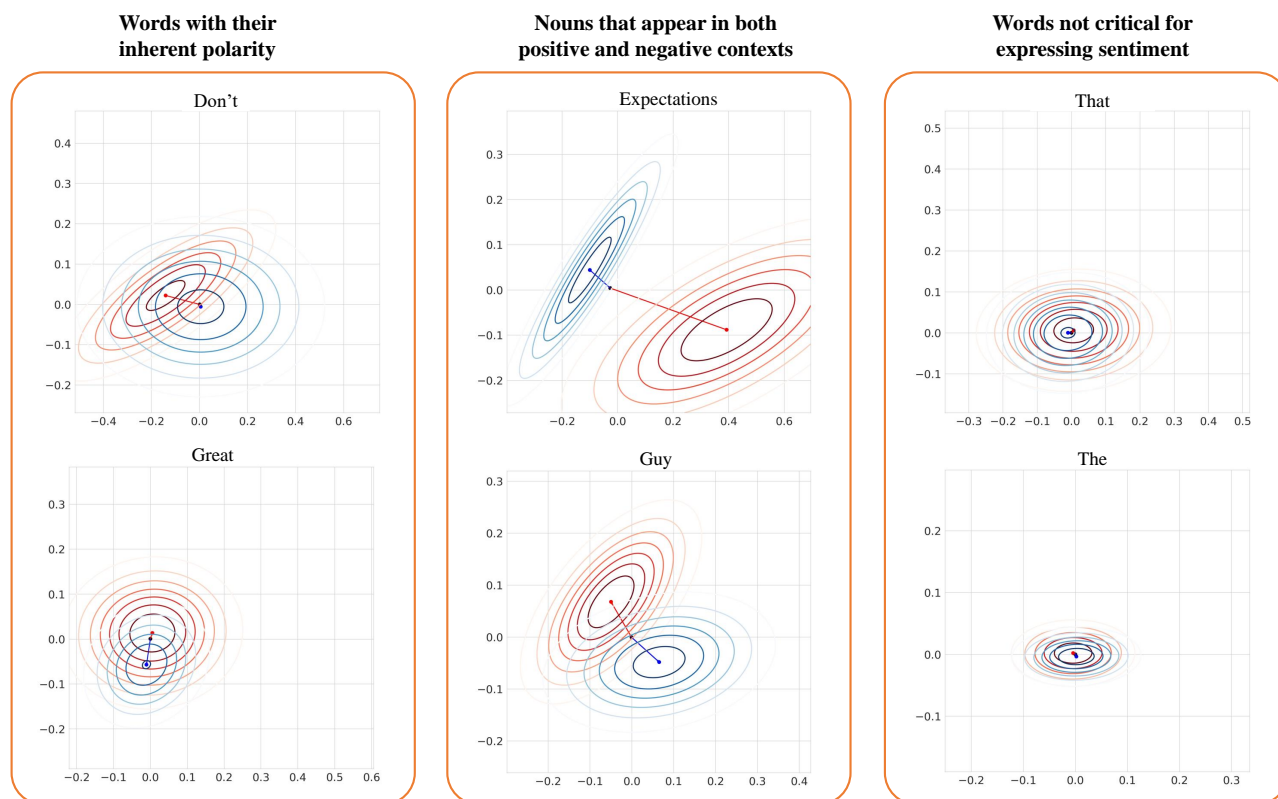 Words with their
inherent polarity
Nouns that appear in both
positive and negative contexts
Words not critical for
expressing sentiment
Don't
0.4
0.3
0.2
0.1
0.0
−0.1
−0.2
−0.4 −0.2 0.0 0.2 0.4 0.6
Expectations
0.3
0.2
0.1
0.0
−0.1
−0.2
−0.2 0.0 0.2 0.4 0.6
That
0.5
0.4
0.3
0.2
0.1
0.0
−0.1
−0.3 −0.2 −0.1 0.0 0.1 0.2 0.3 0.4 0.5
Great
0.3
0.2
0.1
0.0
−0.1
−0.2
−0.2 −0.1 0.0 0.1 0.2 0.3 0.4 0.5 0.6
Guy
0.3
0.2
0.1
0.0
−0.1
−0.2
−0.2 −0.1 0.0 0.1 0.2 0.3 0.4
The
0.2
0.1
0.0
−0.1
−0.2 −0.1 0.0 0.1 0.2 0.3